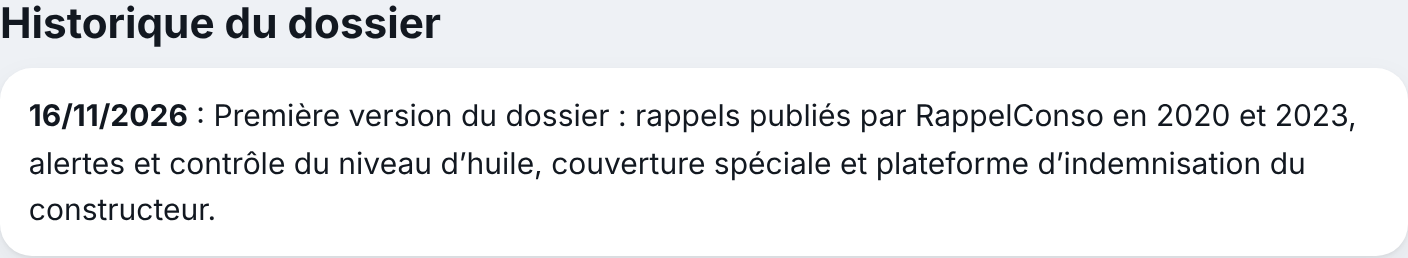 Historique du dossier
16/11/2026 : Première version du dossier : rappels publiés par RappelConso en 2020 et 2023,
alertes et contrôle du niveau d’huile, couverture spéciale et plateforme d’indemnisation du
constructeur.